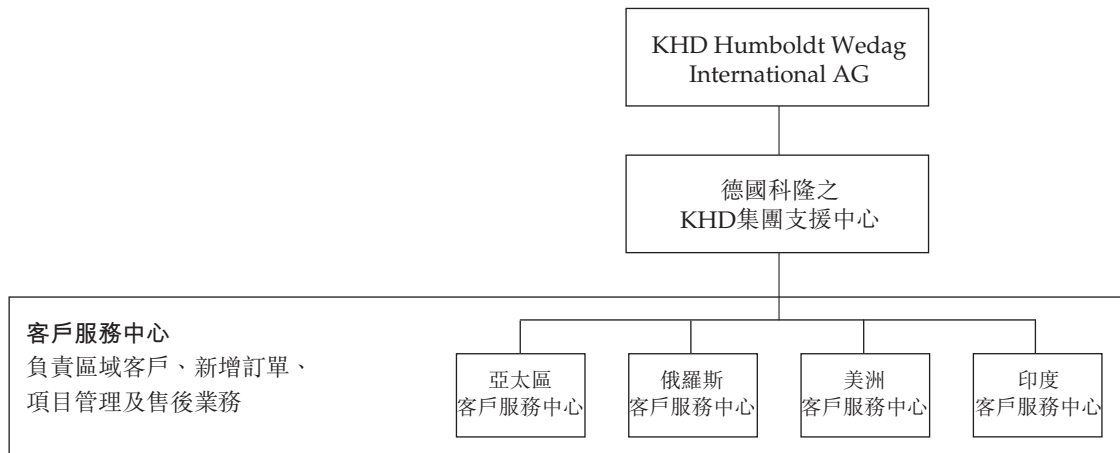 KHD Humboldt Wedag
International AG
德國科隆之
KHD集團支援中心
客戶服務中心
負責區域客戶、新增訂單、
項目管理及售後業務
亞太區
客戶服務中心
俄羅斯
客戶服務中心
美洲
客戶服務中心
印度
客戶服務中心